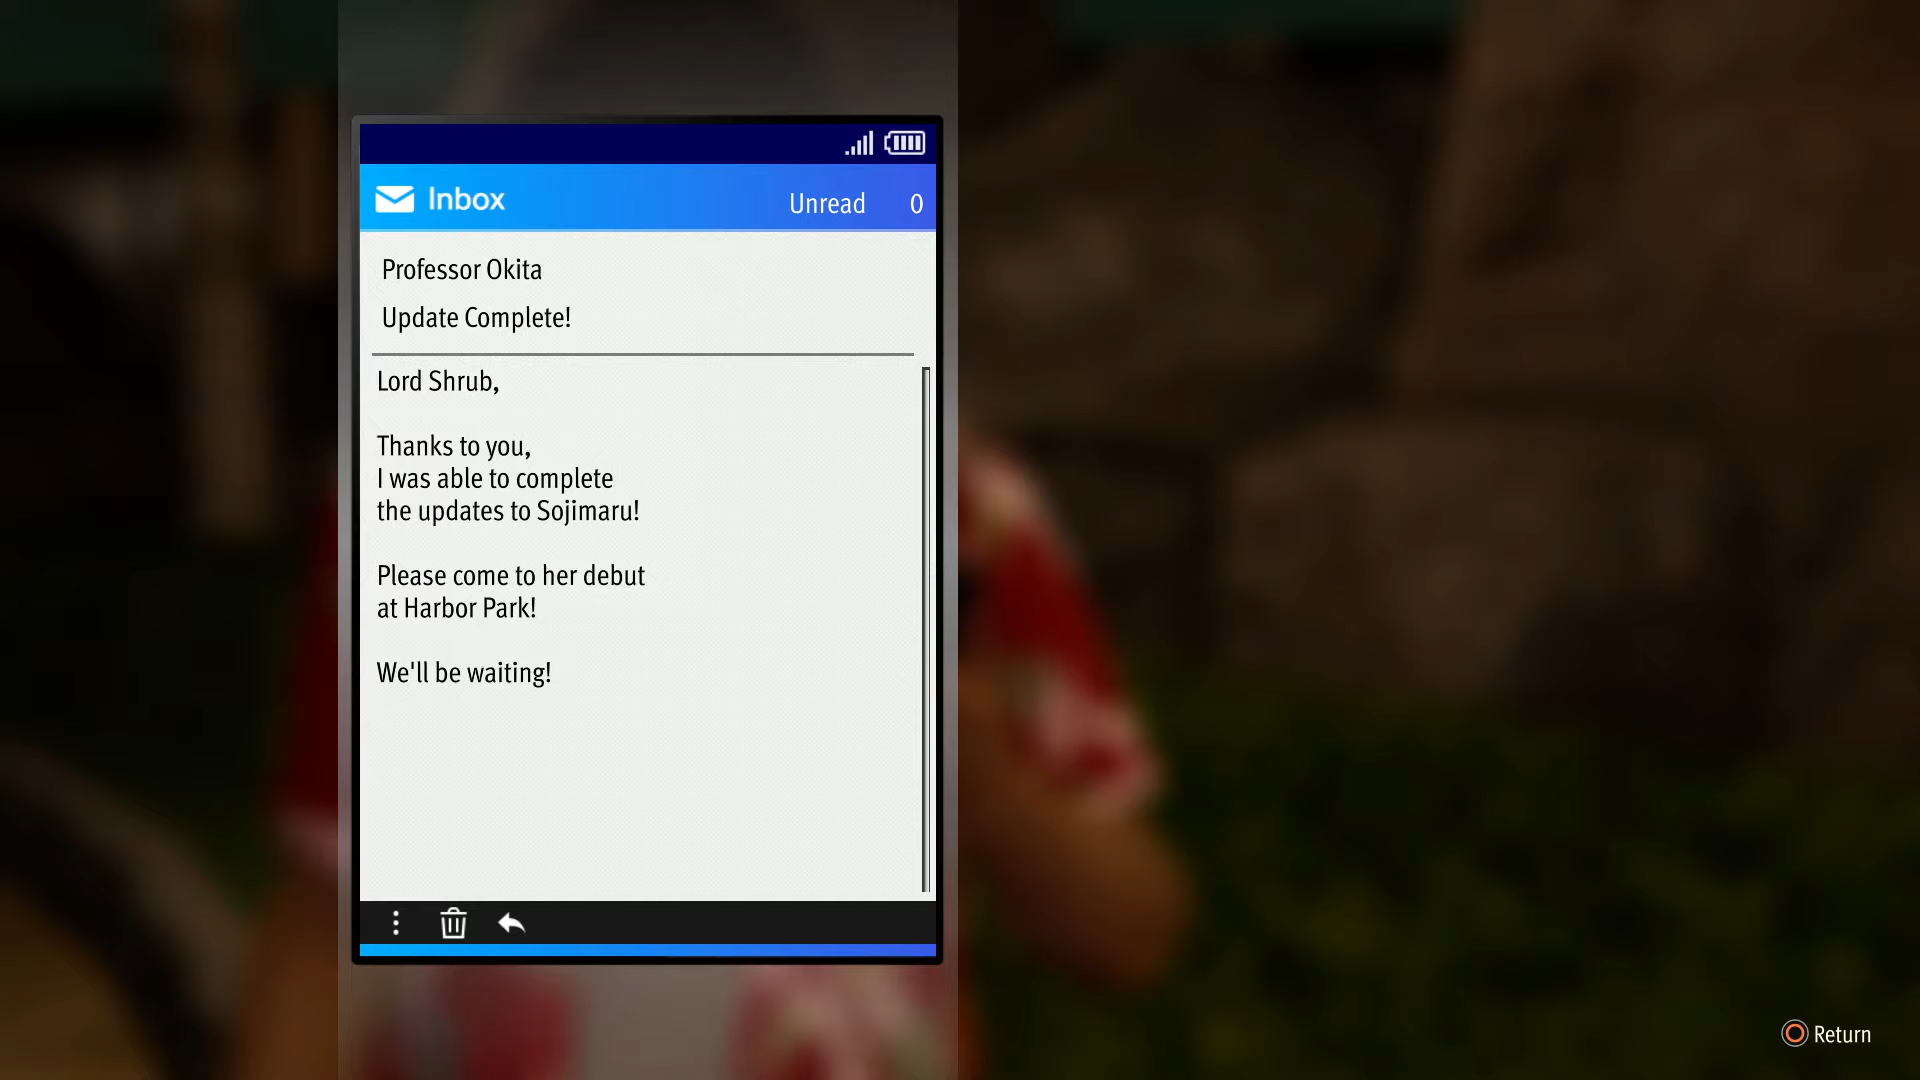 Inbox
Unread 0
Professor Okita
Update Complete!
Lord Shrub,
Thanks to you,
I was able to complete
the updates to Sojimaru!
Please come to her debut
at Harbor Park!
We'll be waiting!
Return